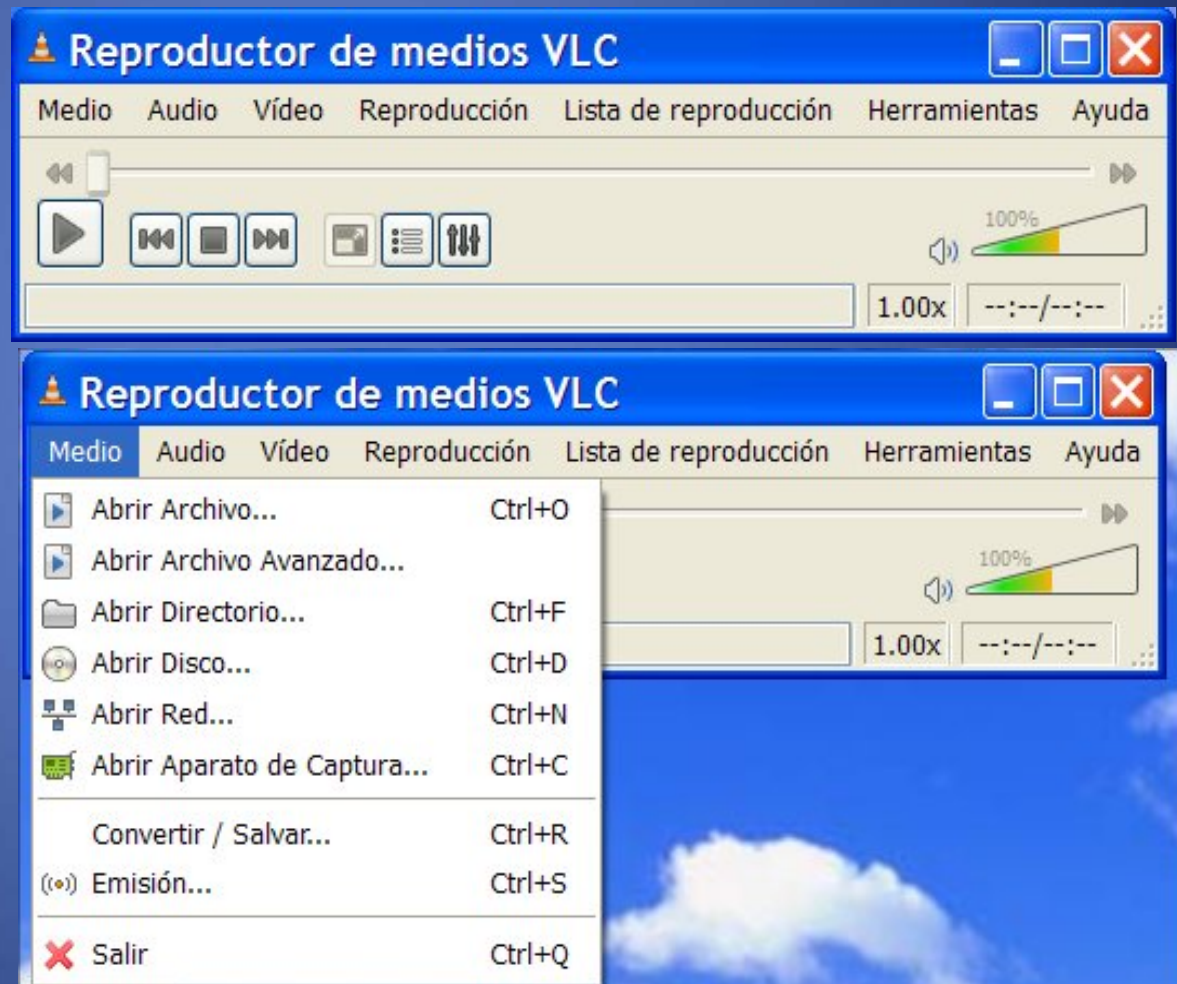 Reproductor de medios VLC
Medio Audio Vídeo Reproducción Lista de reproducción Herramientas Ayuda
100%
1.00x --:--/--:--
Reproductor de medios VLC
Medio Audio Vídeo Reproducción Lista de reproducción Herramientas Ayuda
Abrir Archivo... Ctrl+O
Abrir Archivo Avanzado...
100%
Abrir Directorio... Ctrl+F
1.00x --:--/--:--
Abrir Disco... Ctrl+D
Abrir Red... Ctrl+N
Abrir Aparato de Captura... Ctrl+C
Convertir / Salvar... Ctrl+R
Emisión... Ctrl+S
Salir Ctrl+Q